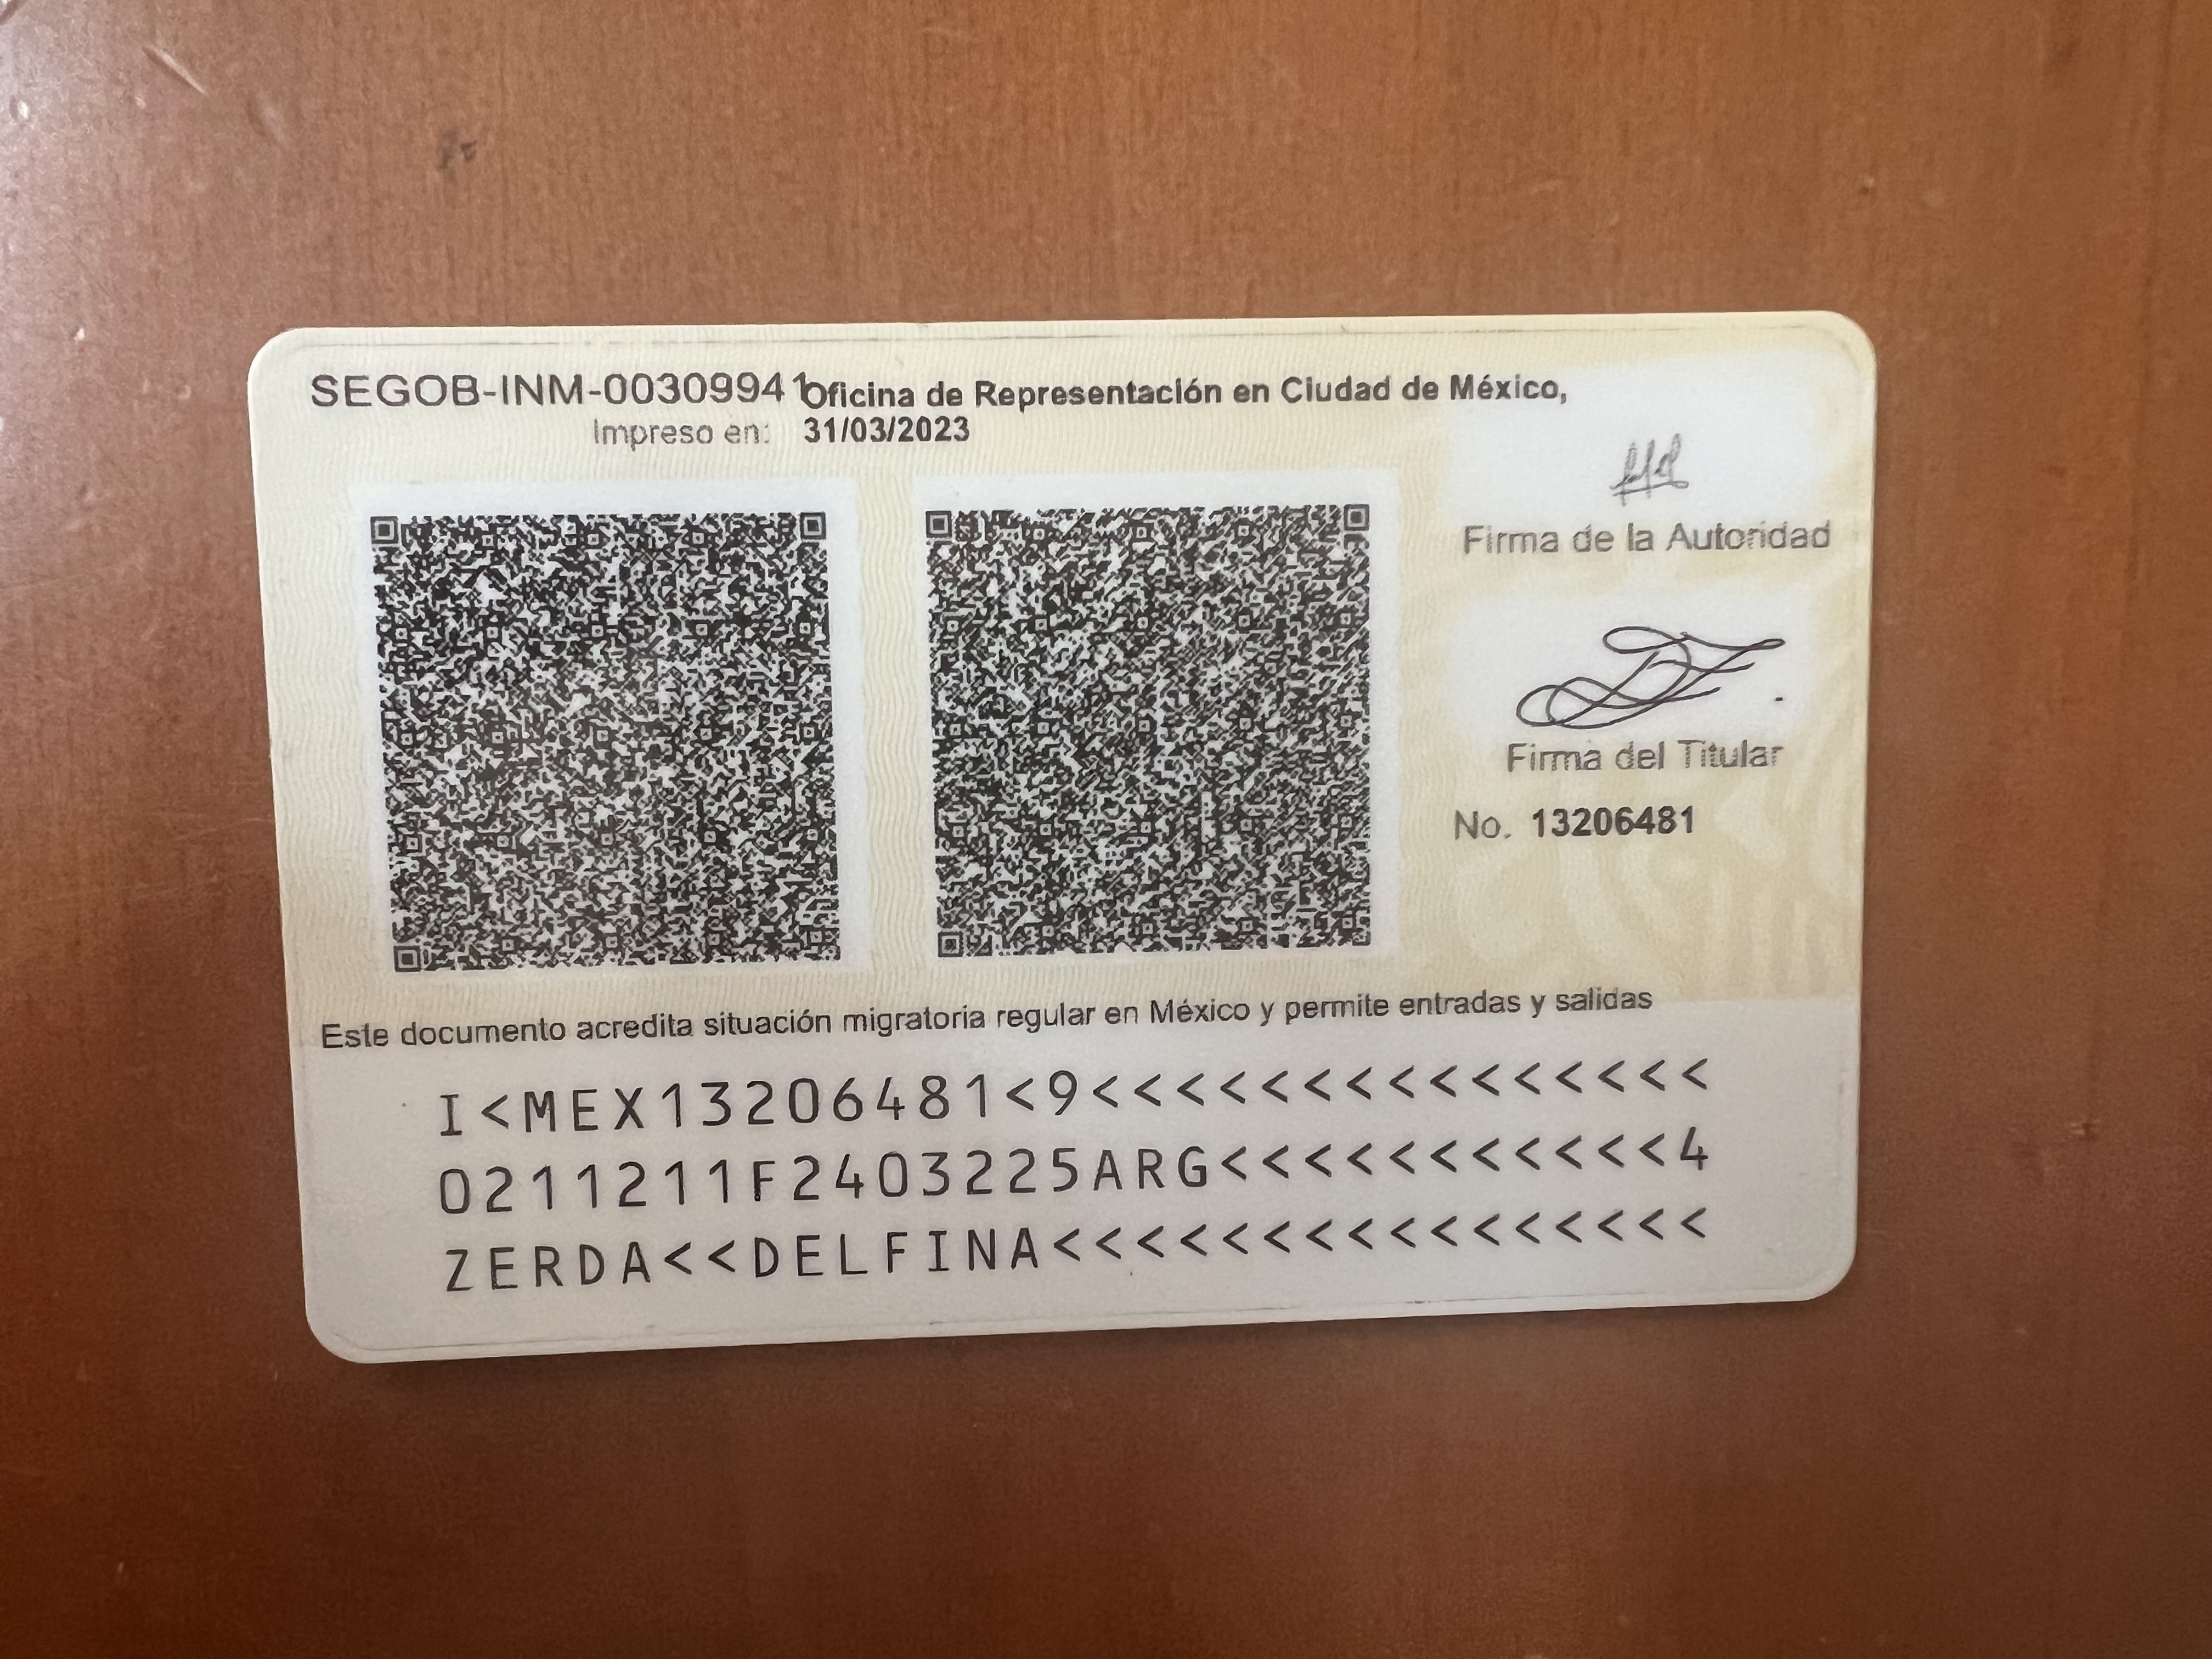 SEGOB-INM-00309941 Oficina de Representación en Ciudad de México,
Impreso en: 31/03/2023
Firma de la Autoridad
Firma del Titular
No. 13206481
Este documento acredita situación migratoria regular en México y permite entradas y salidas
I<MEX13206481<9<<<<<<<<<<<<<<<
0211211F2403225ARG<<<<<<<<<<<4
ZERDA<<DELFINA<<<<<<<<<<<<<<<<